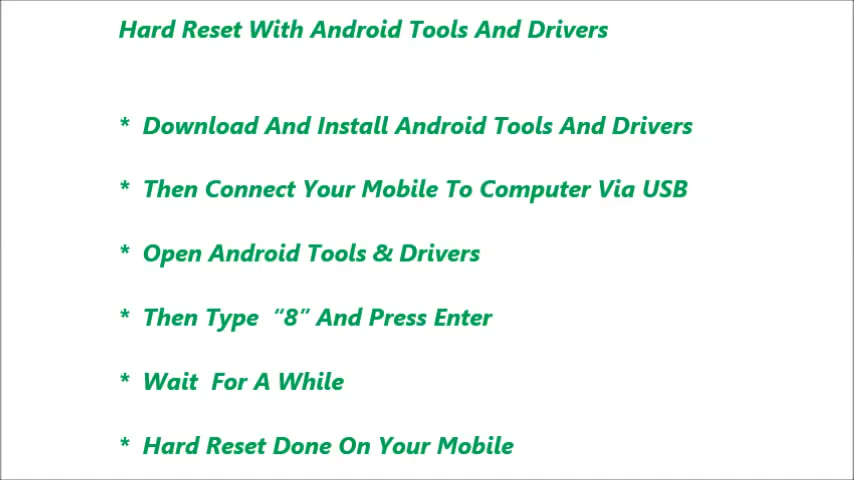 Hard Reset With Android Tools And Drivers
* Download And Install Android Tools And Drivers
* Then Connect Your Mobile To Computer Via USB
* Open Android Tools & Drivers
* Then Type “8” And Press Enter
* Wait For A While
* Hard Reset Done On Your Mobile